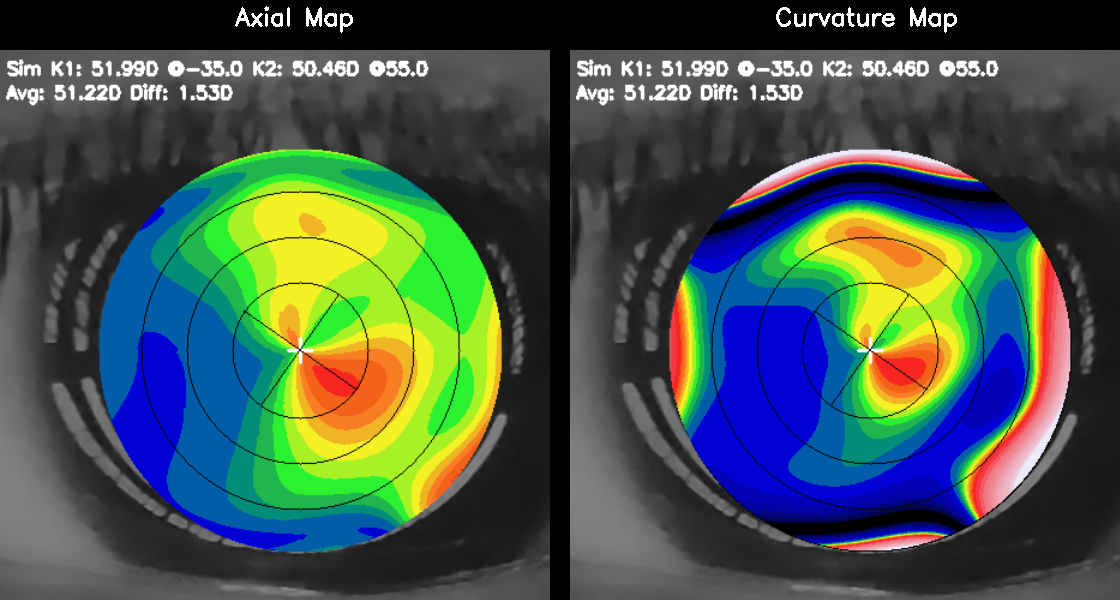 Axial Map
Curvature Map
Sim K1: 51.99D @-35.0 K2: 50.46D @55.0
Avg: 51.22D Diff: 1.53D
Sim K1: 51.99D @-35.0 K2: 50.46D @55.0
Avg: 51.22D Diff: 1.53D